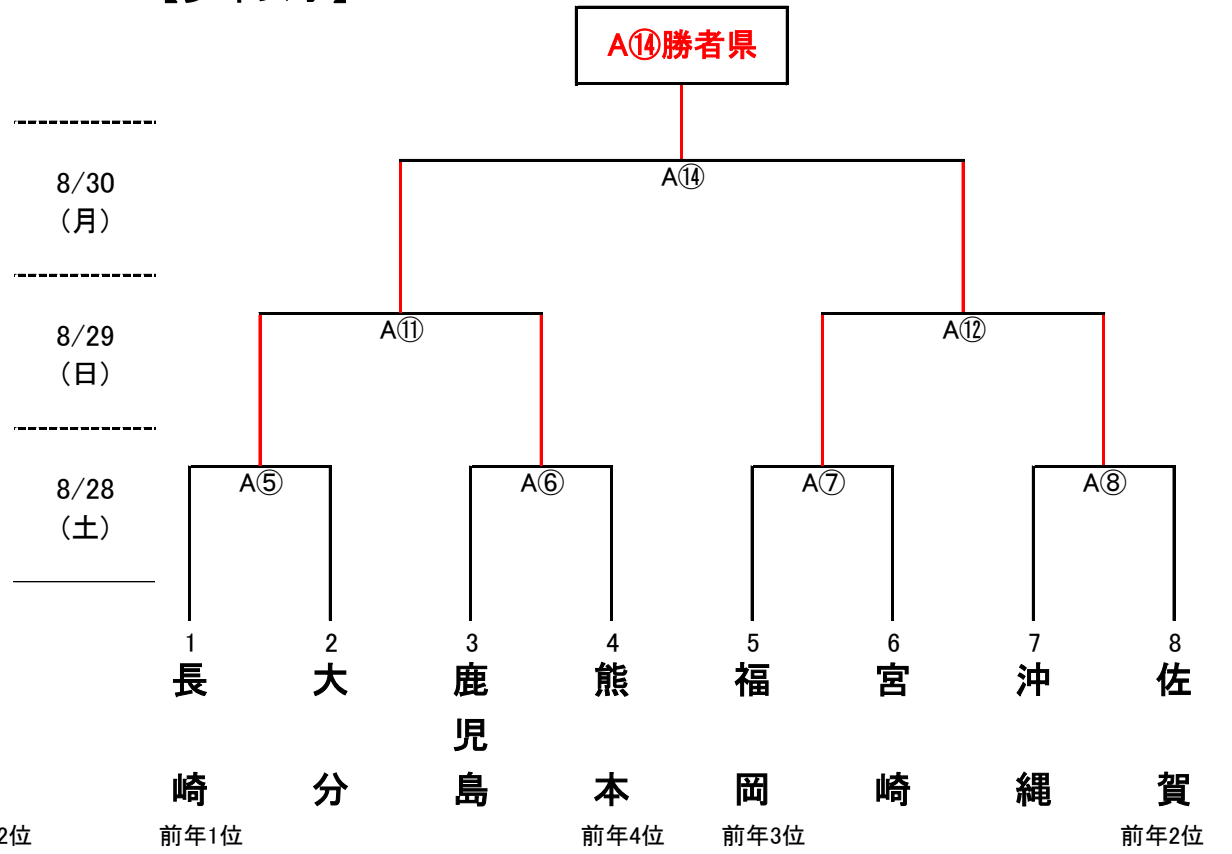 A⑭勝者県
A⑭
8/30
(月)
A⑪
A⑫
8/29
(日)
A⑤
A⑥
A⑦
A⑧
8/28
(土)
1
2
3
4
5
6
7
8
長崎
大分
鹿児島
熊本
福岡
宮崎
沖縄
佐賀
2位
前年1位
前年4位
前年3位
前年2位